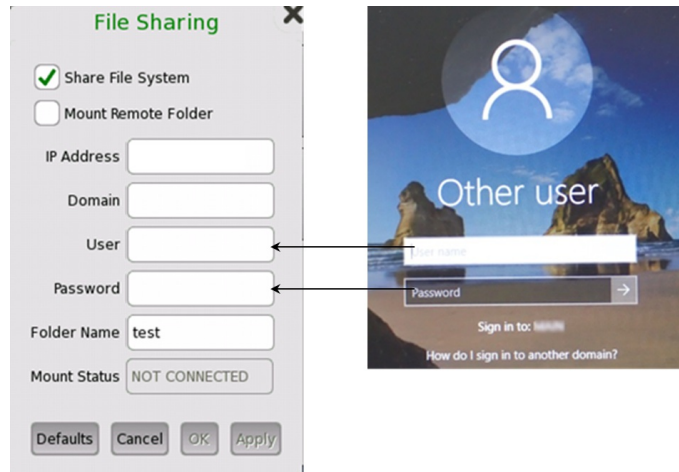 File Sharing
Share File System
Mount Remote Folder
IP Address
Domain
User
Password
Folder Name test
Mount Status NOT CONNECTED
Defaults Cancel OK Apply
Other user
User name
Password
Sign in to:
How do I sign in to another domain?